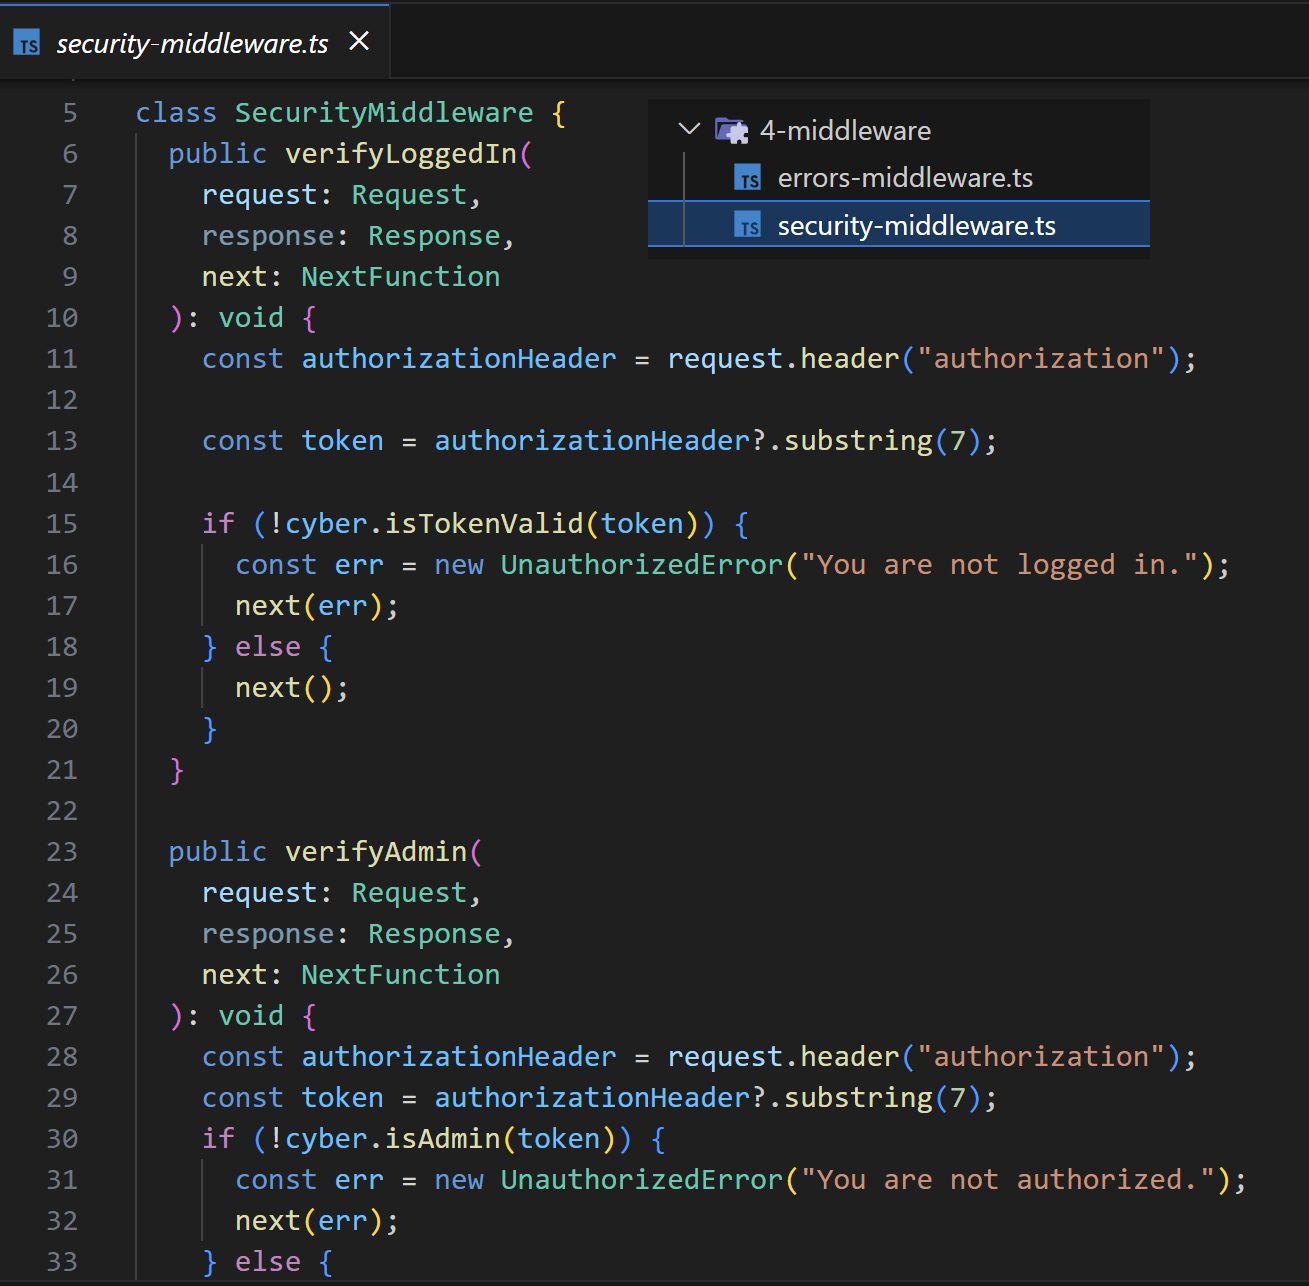 TS security-middleware.ts
4-middleware
TS errors-middleware.ts
TS security-middleware.ts
5 class SecurityMiddleware {
6 public verifyLoggedIn(
7 request: Request,
8 response: Response,
9 next: NextFunction
10 ): void {
11 const authorizationHeader = request.header("authorization");
12
13 const token = authorizationHeader?.substring(7);
14
15 if (!cyber.isTokenValid(token)) {
16 const err = new UnauthorizedError("You are not logged in.");
17 next(err);
18 } else {
19 next();
20 }
21 }
22
23 public verifyAdmin(
24 request: Request,
25 response: Response,
26 next: NextFunction
27 ): void {
28 const authorizationHeader = request.header("authorization");
29 const token = authorizationHeader?.substring(7);
30 if (!cyber.isAdmin(token)) {
31 const err = new UnauthorizedError("You are not authorized.");
32 next(err);
33 } else {